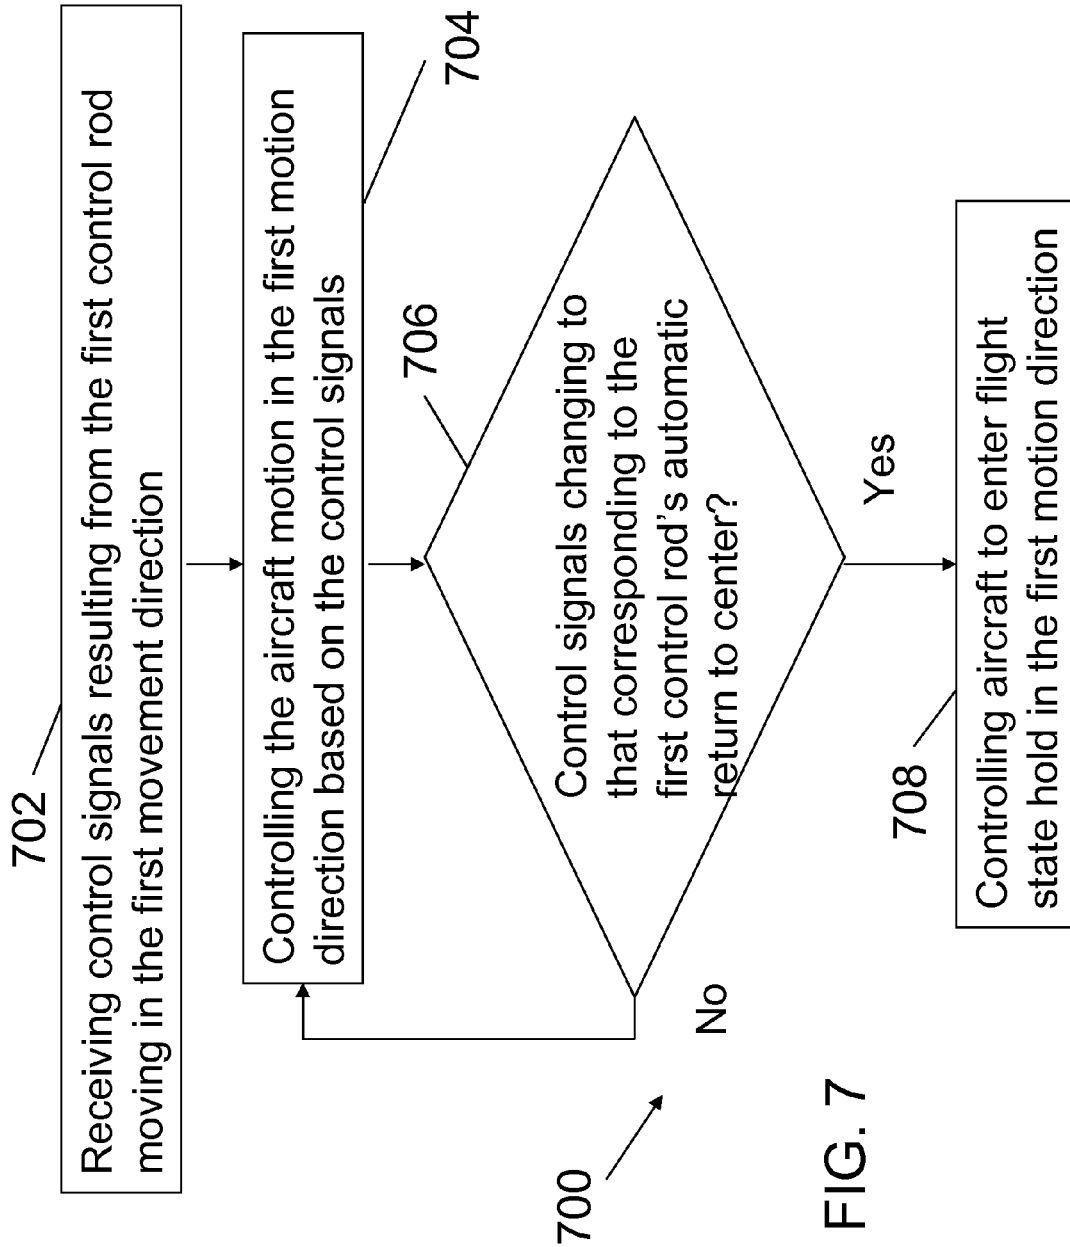 702
Receiving control signals resulting from the first control rod
moving in the first movement direction
Controlling the aircraft motion in the first motion
direction based on the control signals
704
706
Control signals changing to
that corresponding to the
first control rod's automatic
return to center?
No
Yes
708
Controlling aircraft to enter flight
state hold in the first motion direction
700
FIG. 7